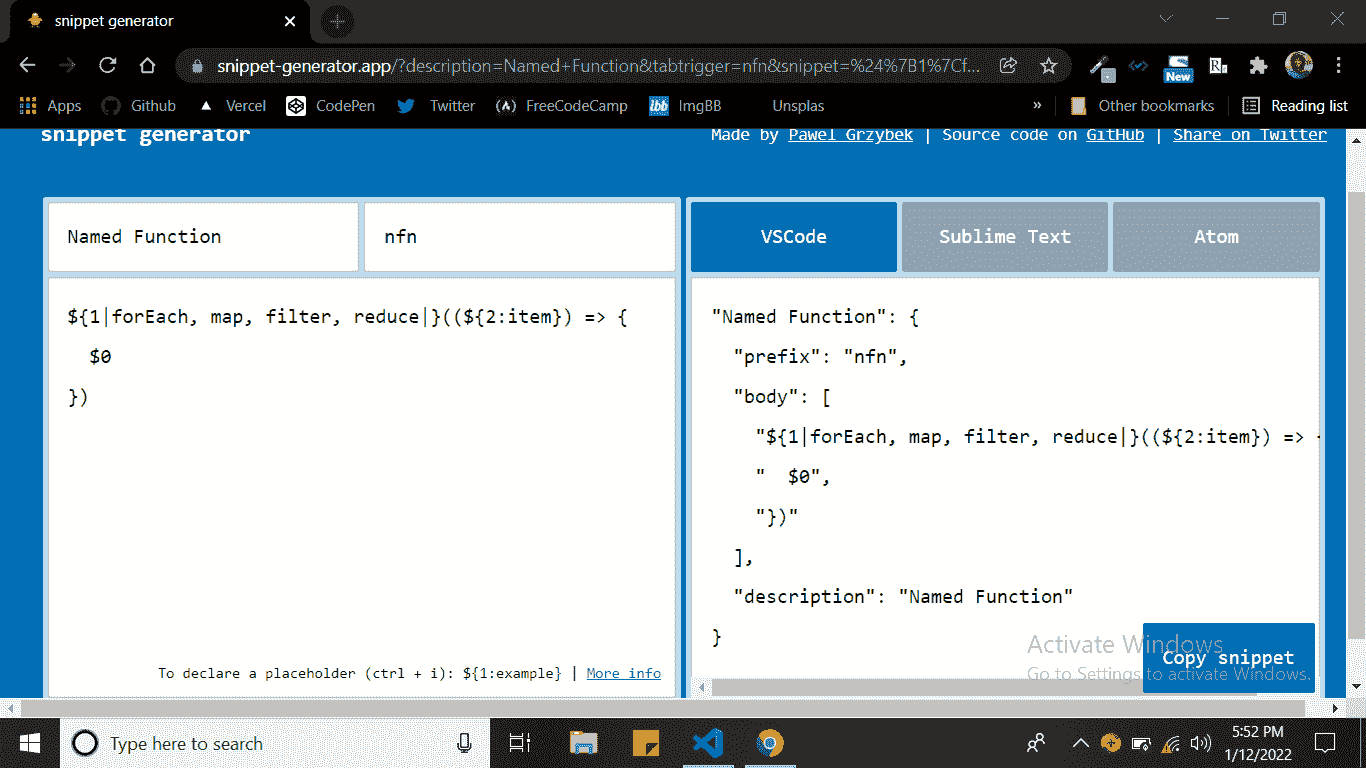 snippet generator
snippet-generator.app/?description=Named+Function&tabtrigger=nfn&snippet=%24%7B1%7Cf...
New
Apps Github Vercel CodePen Twitter FreeCodeCamp ibb ImgBB Unsplas » Other bookmarks Reading list
snippet generator
Made by Pawel Grzybek | Source code on GitHub | Share on Twitter
Named Function
nfn
VSCode
Sublime Text
Atom
${1|forEach, map, filter, reduce|}((${2:item}) => {
  $0
})
To declare a placeholder (ctrl + i): ${1:example} | More info
"Named Function": {
  "prefix": "nfn",
  "body": [
    "${1|forEach, map, filter, reduce|}((${2:item}) =>
    "  $0",
    "})"
  ],
  "description": "Named Function"
}
Activate Windows
Go to Settings to activate Windows.
Copy snippet
Type here to search
5:52 PM
1/12/2022